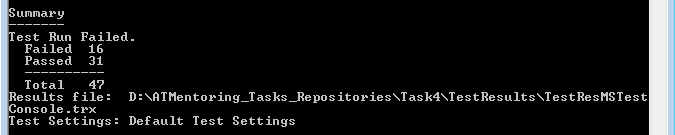 Summary
-------
Test Run Failed.
  Failed  16
  Passed  31
  ----------
  Total   47
Results file:  D:\ATMentoring_Tasks_Repositories\Task4\TestResults\TestResMSTest
Console.trx
Test Settings: Default Test Settings